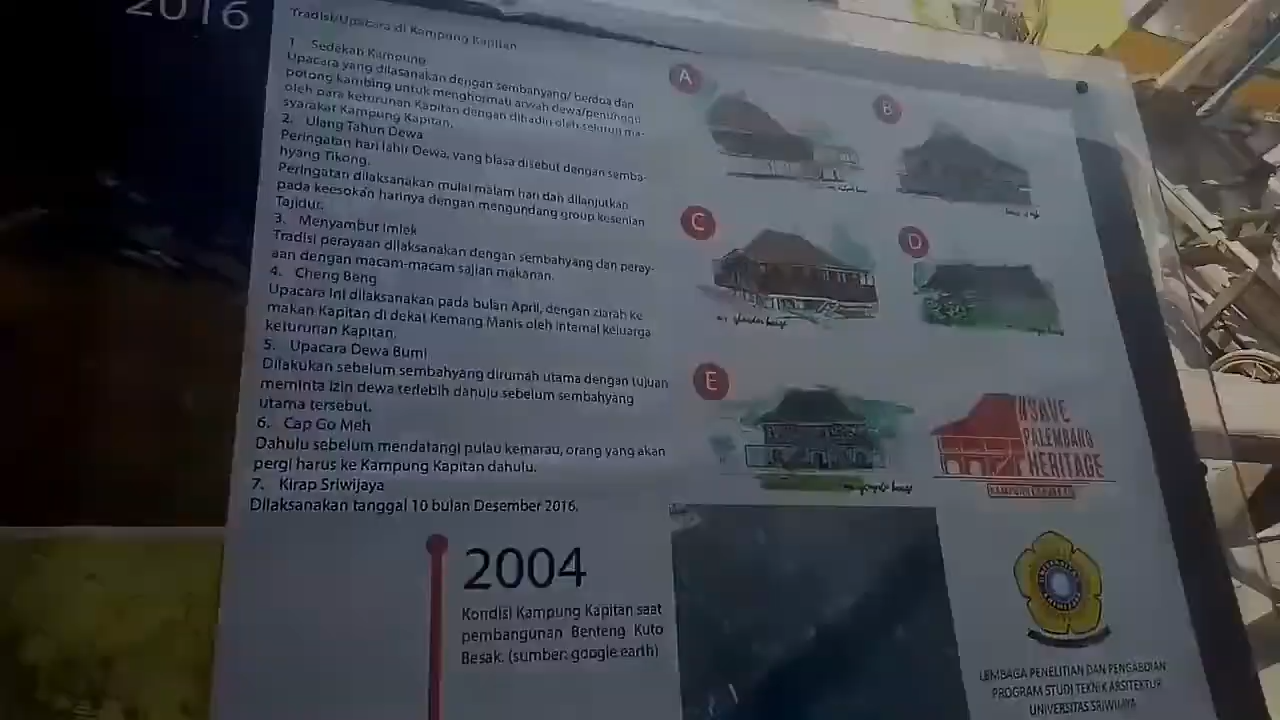 2016
Tradisi/Upacara di Kampung Kapitan
1. Sedekah Kampung
Upacara yang dilasanakan dengan sembahyang/ berdoa dan
potong kambing untuk menghormati arwah dewa/penunggu
oleh para keturunan Kapitan dengan dihadiri oleh seluruh ma-
syarakat Kampung Kapitan.
2. Ulang Tahun Dewa
Peringatan hari lahir Dewa, yang biasa disebut dengan semba-
hyang Tikong.
Peringatan dilaksanakan mulai malam hari dan dilanjutkan
pada keesokan harinya dengan mengundang group kesenian
Tajidur.
3. Menyambut Imlek
Tradisi perayaan dilaksanakan dengan sembahyang dan peray-
aan dengan macam-macam sajian makanan.
4. Cheng Beng
Upacara ini dilaksanakan pada bulan April, dengan ziarah ke
makan Kapitan di dekat Kemang Manis oleh internal keluarga
keturunan Kapitan.
5. Upacara Dewa Bumi
Dilakukan sebelum sembahyang dirumah utama dengan tujuan
meminta izin dewa terlebih dahulu sebelum sembahyang
utama tersebut.
6. Cap Go Meh
Dahulu sebelum mendatangi pulau kemarau, orang yang akan
pergi harus ke Kampung Kapitan dahulu.
7. Kirap Sriwijaya
Dilaksanakan tanggal 10 bulan Desember 2016.
2004
Kondisi Kampung Kapitan saat
pembangunan Benteng Kuto
Besak. (sumber: google earth)
A
B
C
D
E
#SAVE
PALEMBANG
HERITAGE
KAMPUNG KAPITAN
LEMBAGA PENELITIAN DAN PENGABDIAN
PROGRAM STUDI TEKNIK ARSITEKTUR
UNIVERSITAS SRIWIJAYA